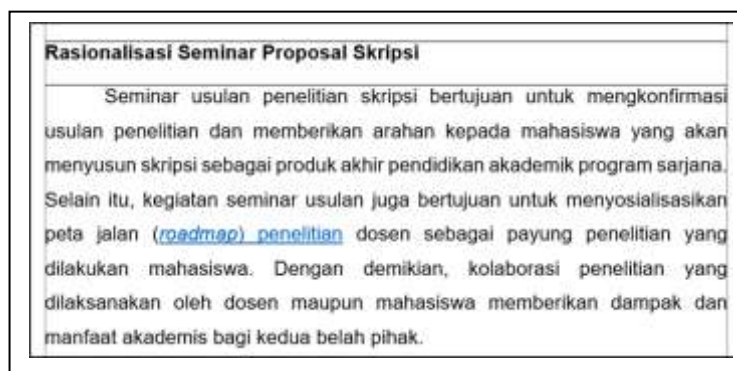 Rasionalisasi Seminar Proposal Skripsi
Seminar usulan penelitian skripsi bertujuan untuk mengkonfirmasi
usulan penelitian dan memberikan arahan kepada mahasiswa yang akan
menyusun skripsi sebagai produk akhir pendidikan akademik program sarjana.
Selain itu, kegiatan seminar usulan juga bertujuan untuk menyosialisasikan
peta jalan (roadmap) penelitian dosen sebagai payung penelitian yang
dilakukan mahasiswa. Dengan demikian, kolaborasi penelitian yang
dilaksanakan oleh dosen maupun mahasiswa memberikan dampak dan
manfaat akademis bagi kedua belah pihak.